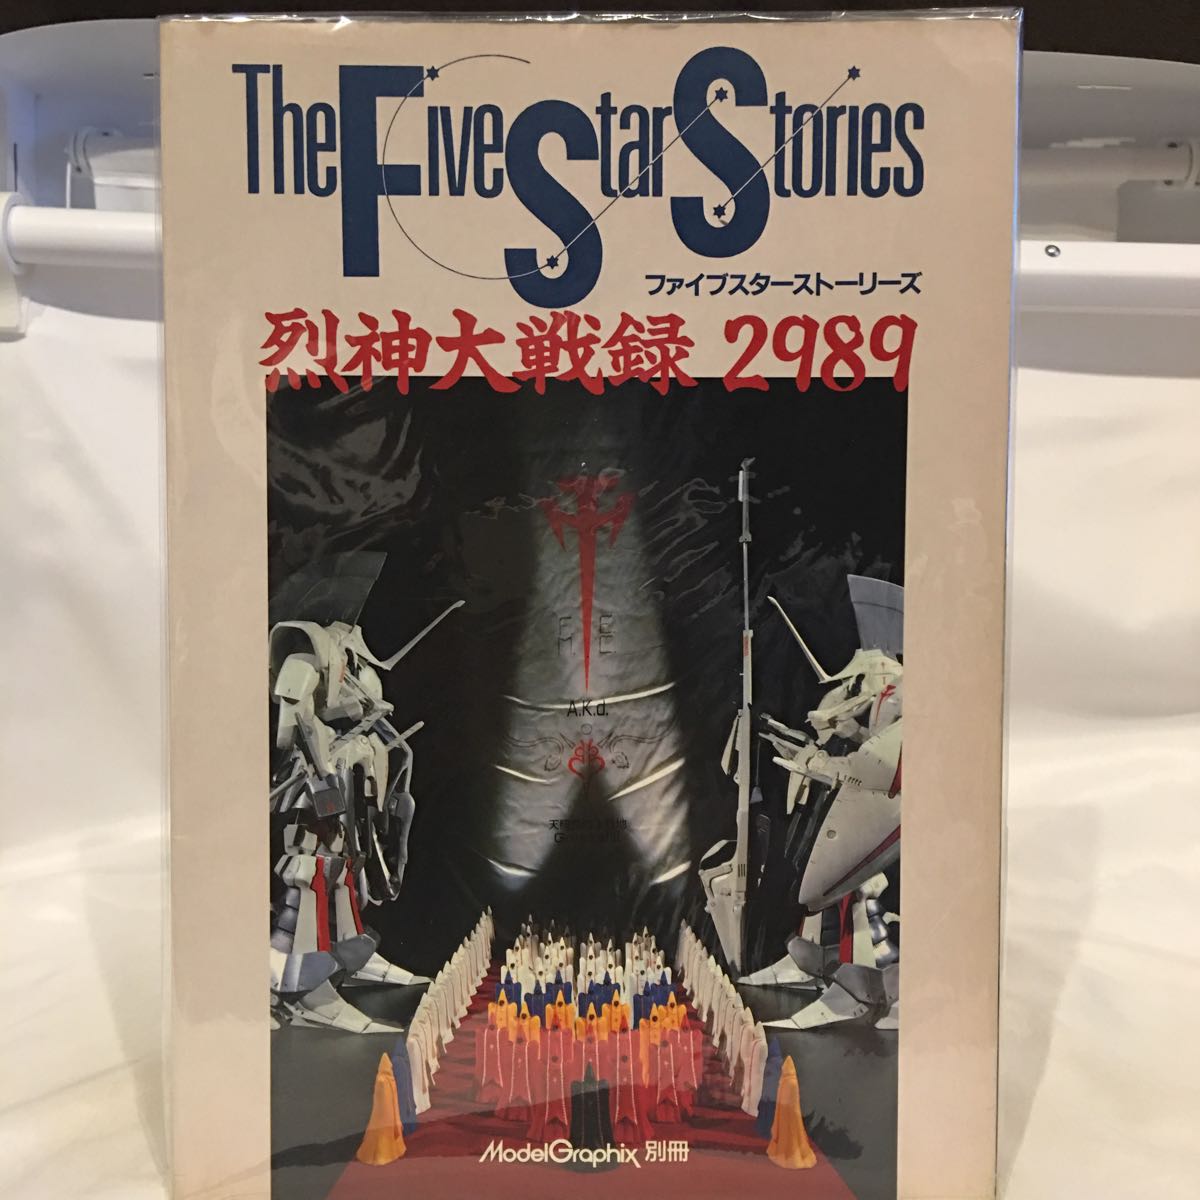 The Five Star Stories
ファイブスターストーリーズ
烈神大戦録 2989
F E
M C
A.K.d.
ModelGraphix 別冊